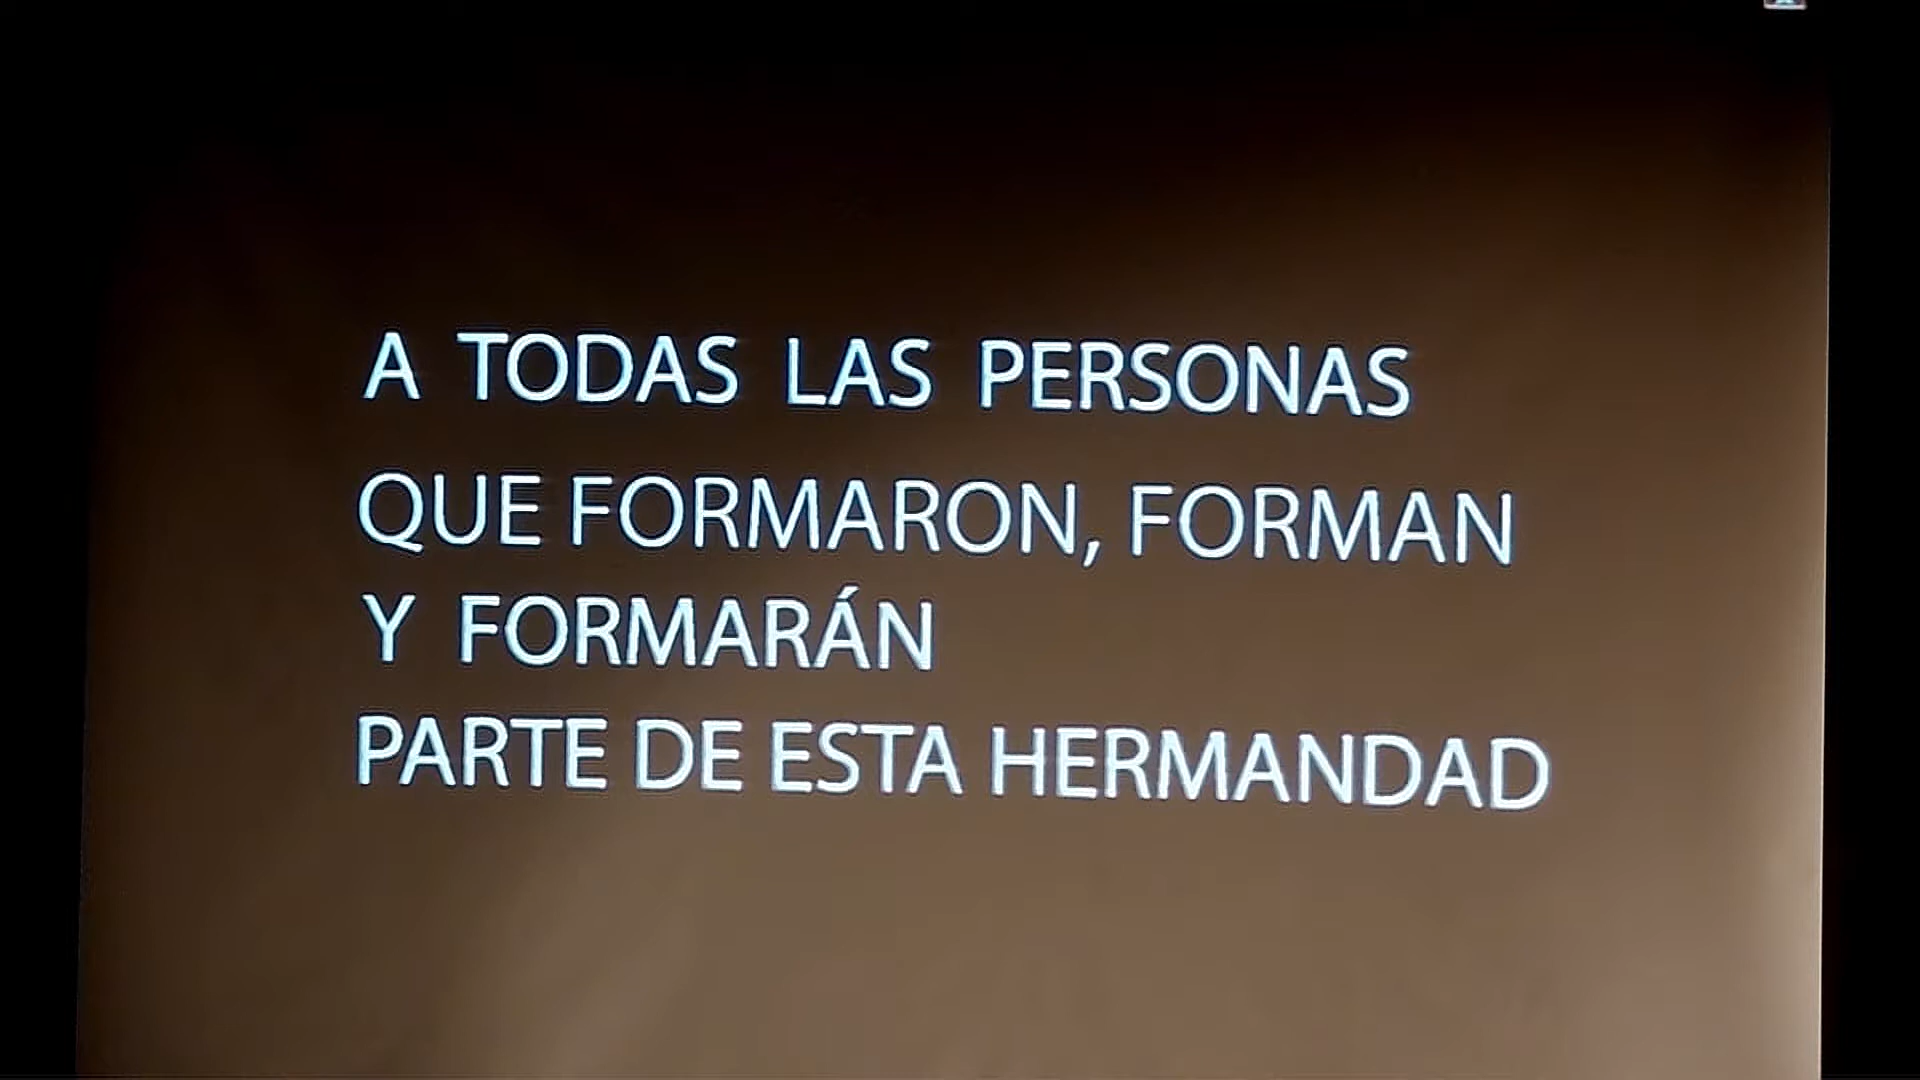 A TODAS LAS PERSONAS
QUE FORMARON, FORMAN
Y FORMARÁN
PARTE DE ESTA HERMANDAD